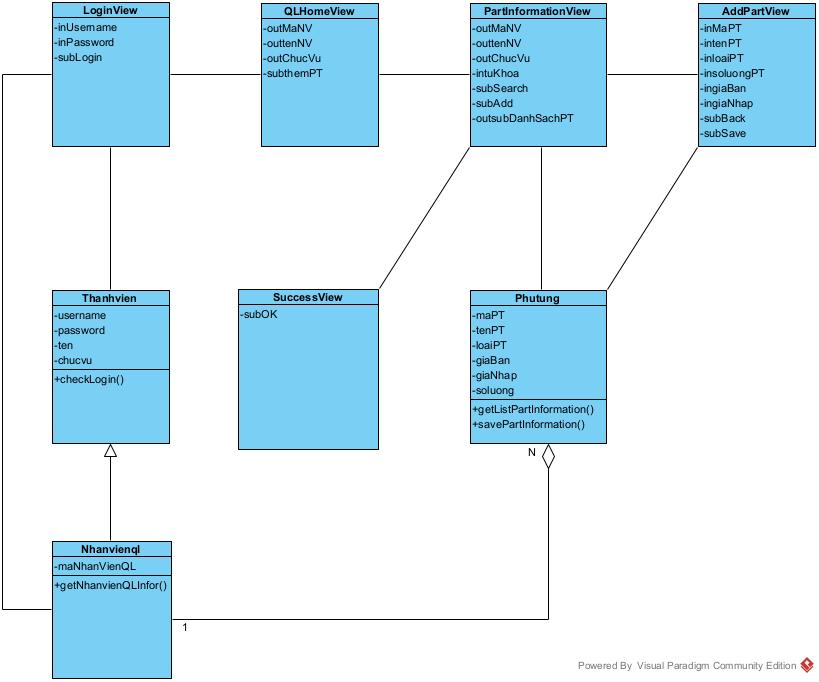 LoginView
-inUsername
-inPassword
-subLogin
QLHomeView
-outMaNV
-outtenNV
-outChucVu
-subthemPT
PartInformationView
-outMaNV
-outtenNV
-outChucVu
-intuKhoa
-subSearch
-subAdd
-outsubDanhSachPT
AddPartView
-inMaPT
-intenPT
-inloaiPT
-insoluongPT
-ingiaBan
-ingiaNhap
-subBack
-subSave
Thanhvien
-username
-password
-ten
-chucvu
+checkLogin()
SuccessView
-subOK
Phutung
-maPT
-tenPT
-loaiPT
-giaBan
-giaNhap
-soluong
+getListPartInformation()
+savePartInformation()
N
Nhanvienql
-maNhanVienQL
+getNhanvienQLInfor()
1
Powered By Visual Paradigm Community Edition